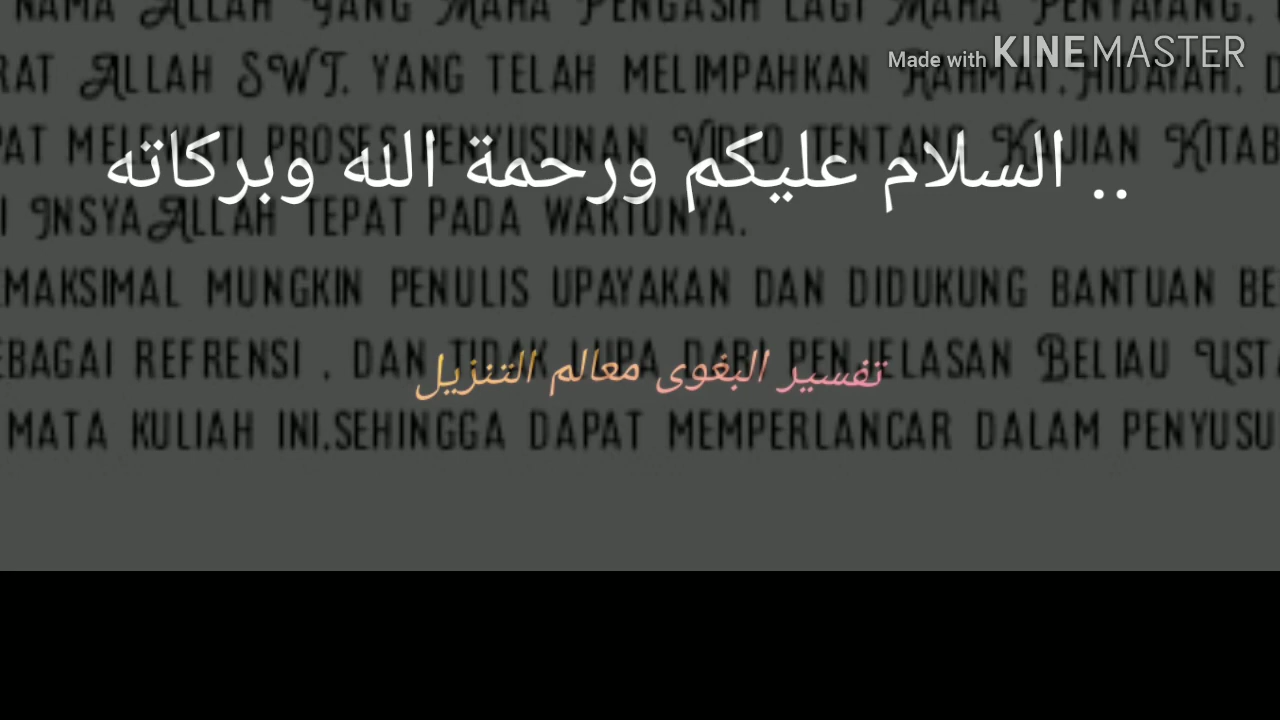 NAMA ALLAH YANG MAHA PENGASIH LAGI MAHA PENYAYANG.
Made with KINEMASTER
RAT ALLAH SWT. YANG TELAH MELIMPAHKAN RAHMAT, HIDAYAH, D
PAT MELEWATI PROSES PENYUSUNAN VIDEO TENTANG KAJIAN KITAB
السلام عليكم ورحمة الله وبركاته ..
I INSYAALLAH TEPAT PADA WAKTUNYA.
EMAKSIMAL MUNGKIN PENULIS UPAYAKAN DAN DIDUKUNG BANTUAN BE
EBAGAI REFRENSI , DAN TIDAK LUPA DARI PENJELASAN BELIAU UST
تفسير البغوى معالم التنزيل
MATA KULIAH INI,SEHINGGA DAPAT MEMPERLANCAR DALAM PENYUSU